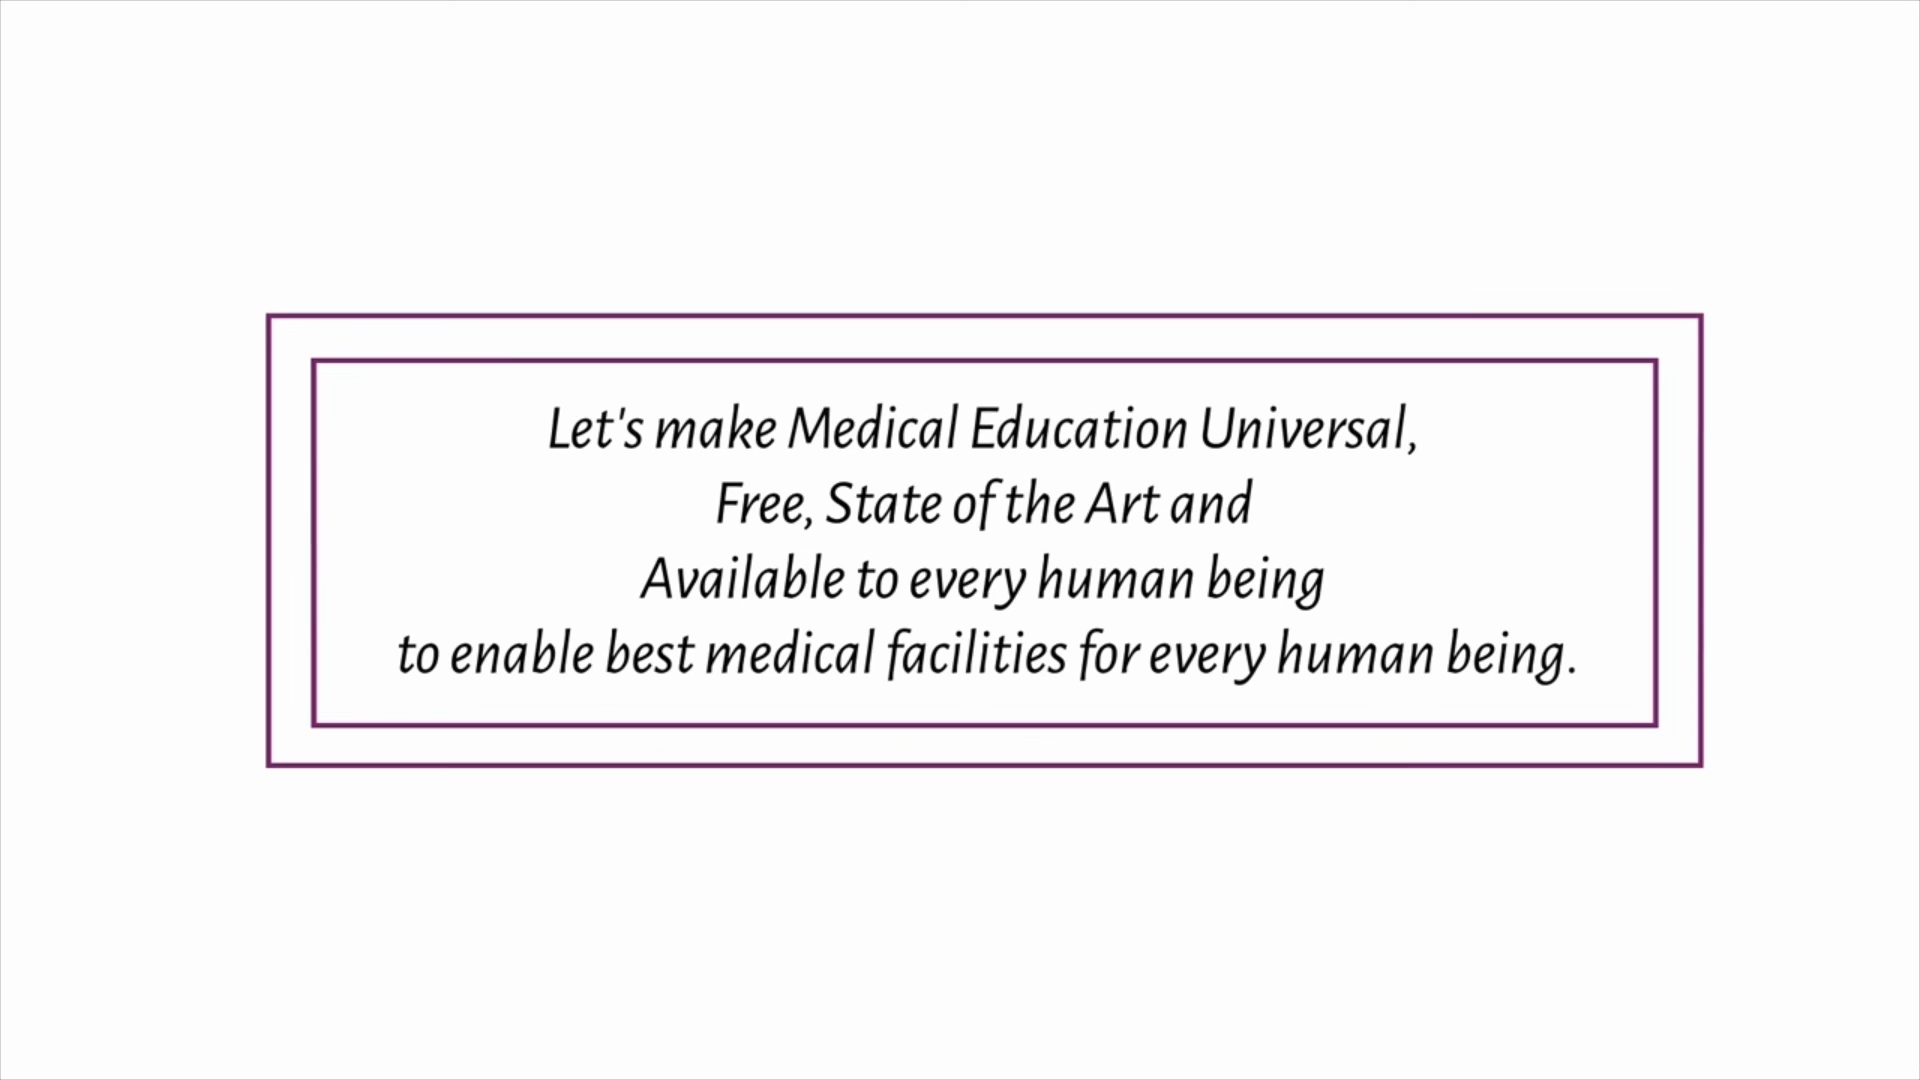 Let's make Medical Education Universal,
Free, State of the Art and
Available to every human being
to enable best medical facilities for every human being.